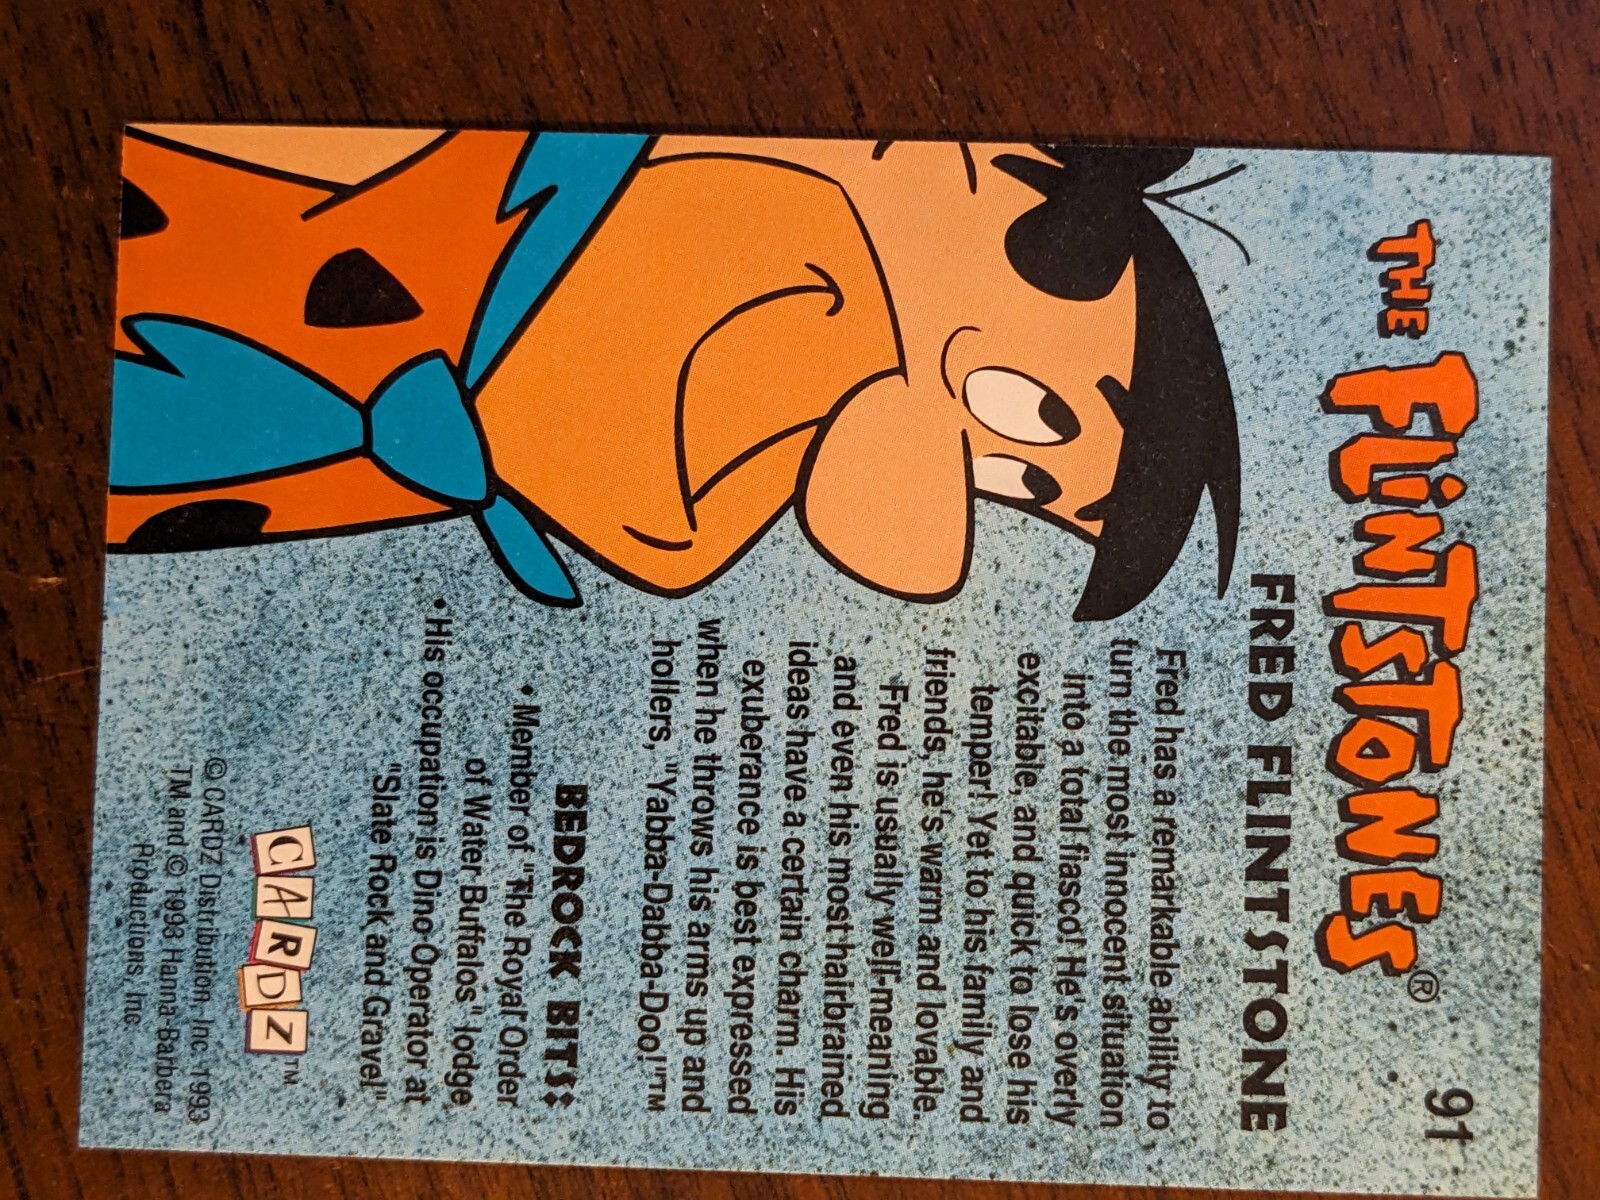 91
THE FLINTSTONES®
FRED FLINTSTONE
Fred has a remarkable ability to
turn the most innocent situation
into a total fiasco! He's overly
excitable, and quick to lose his
temper! Yet to his family and
friends, he's warm and lovable.
Fred is usually well-meaning
and even his most hairbrained
ideas have a certain charm. His
exuberance is best expressed
when he throws his arms up and
hollers, "Yabba-Dabba-Doo!"™
BEDROCK BITS:
• Member of "The Royal Order
of Water Buffalos" lodge
• His occupation is Dino Operator at
"Slate Rock and Gravel"
CARDZ™
© CARDZ Distribution, Inc. 1993
TM and © 1993 Hanna-Barbera
Productions, Inc.